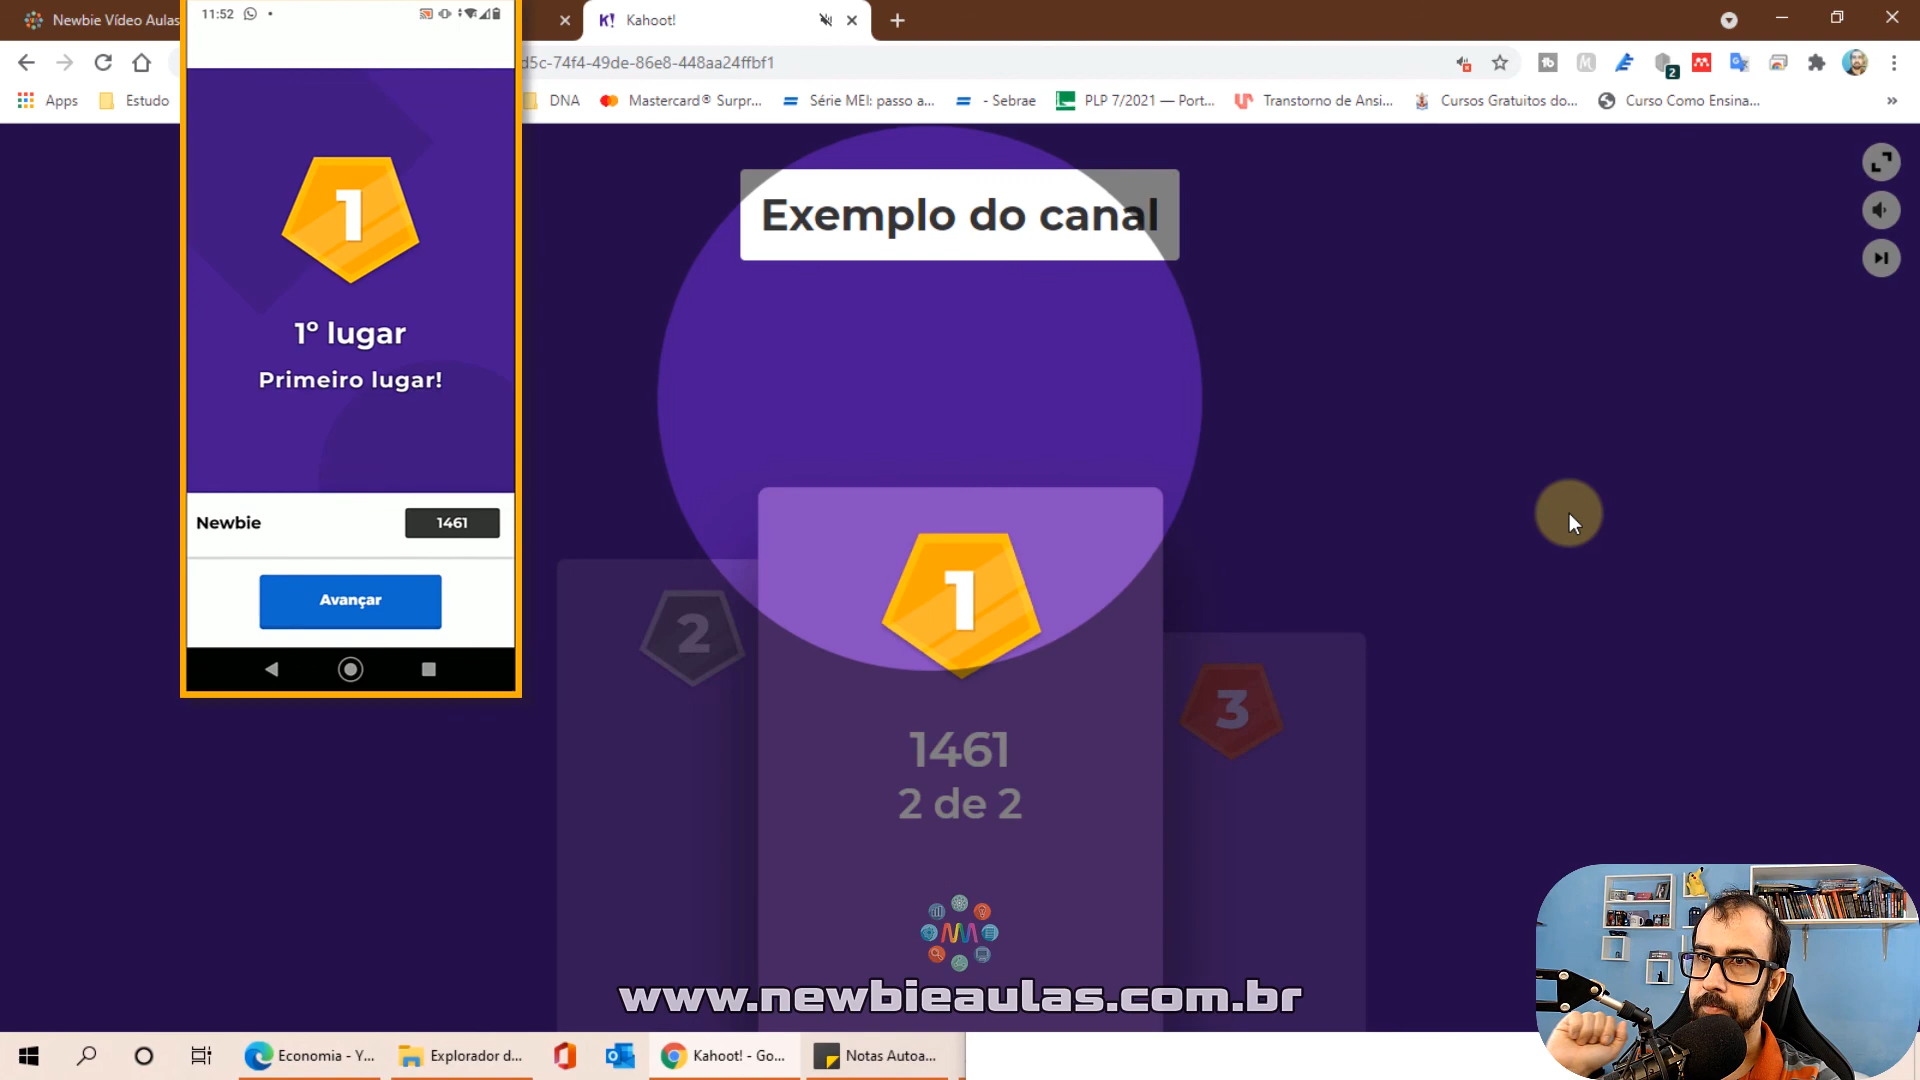 Newbie Vídeo Aulas
11:52
Kahoot!
d5c-74f4-49de-86e8-448aa24ffbf1
2
Apps
Estudo
DNA
Mastercard® Surpr...
Série MEI: passo a...
- Sebrae
PLP 7/2021 — Port...
Transtorno de Ansi...
Cursos Gratuitos do...
Curso Como Ensina...
1
1º lugar
Primeiro lugar!
Newbie
1461
Avançar
Exemplo do canal
1
2
3
1461
2 de 2
www.newbieaulas.com.br
Economia - Y...
Explorador d...
Kahoot! - Go...
Notas Autoa...